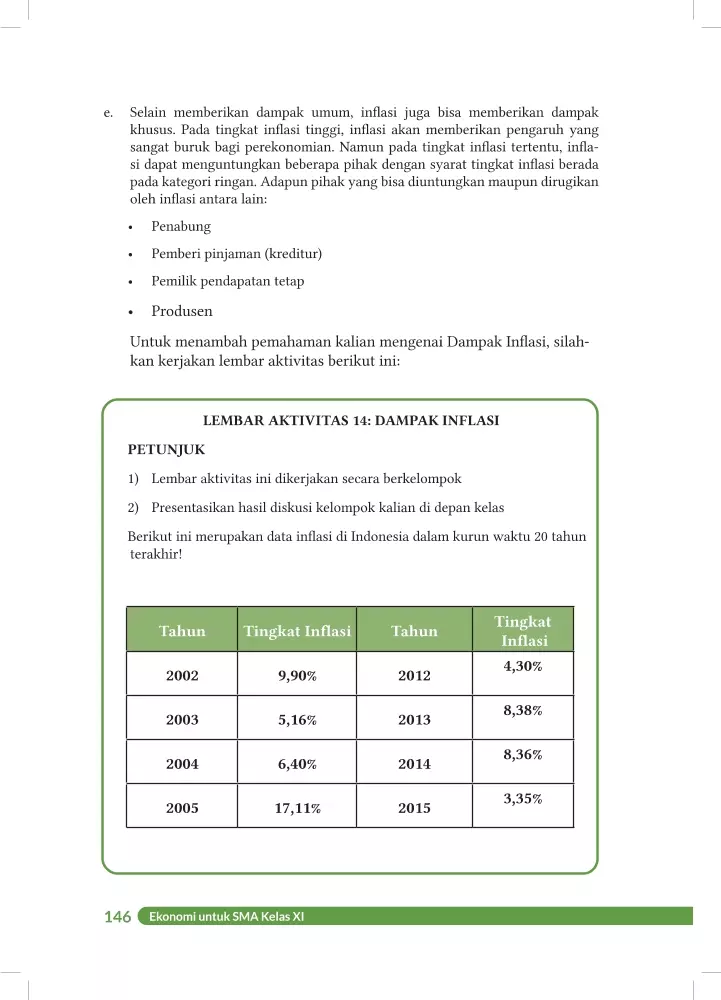 e. Selain memberikan dampak umum, inflasi juga bisa memberikan dampak
khusus. Pada tingkat inflasi tinggi, inflasi akan memberikan pengaruh yang
sangat buruk bagi perekonomian. Namun pada tingkat inflasi tertentu, infla-
si dapat menguntungkan beberapa pihak dengan syarat tingkat inflasi berada
pada kategori ringan. Adapun pihak yang bisa diuntungkan maupun dirugikan
oleh inflasi antara lain:
• Penabung
• Pemberi pinjaman (kreditur)
• Pemilik pendapatan tetap
• Produsen
Untuk menambah pemahaman kalian mengenai Dampak Inflasi, silah-
kan kerjakan lembar aktivitas berikut ini:
LEMBAR AKTIVITAS 14: DAMPAK INFLASI
PETUNJUK
1) Lembar aktivitas ini dikerjakan secara berkelompok
2) Presentasikan hasil diskusi kelompok kalian di depan kelas
Berikut ini merupakan data inflasi di Indonesia dalam kurun waktu 20 tahun
terakhir!
Tahun Tingkat Inflasi Tahun Tingkat
Inflasi
2002 9,90% 2012 4,30%
2003 5,16% 2013 8,38%
2004 6,40% 2014 8,36%
2005 17,11% 2015 3,35%
146 Ekonomi untuk SMA Kelas XI